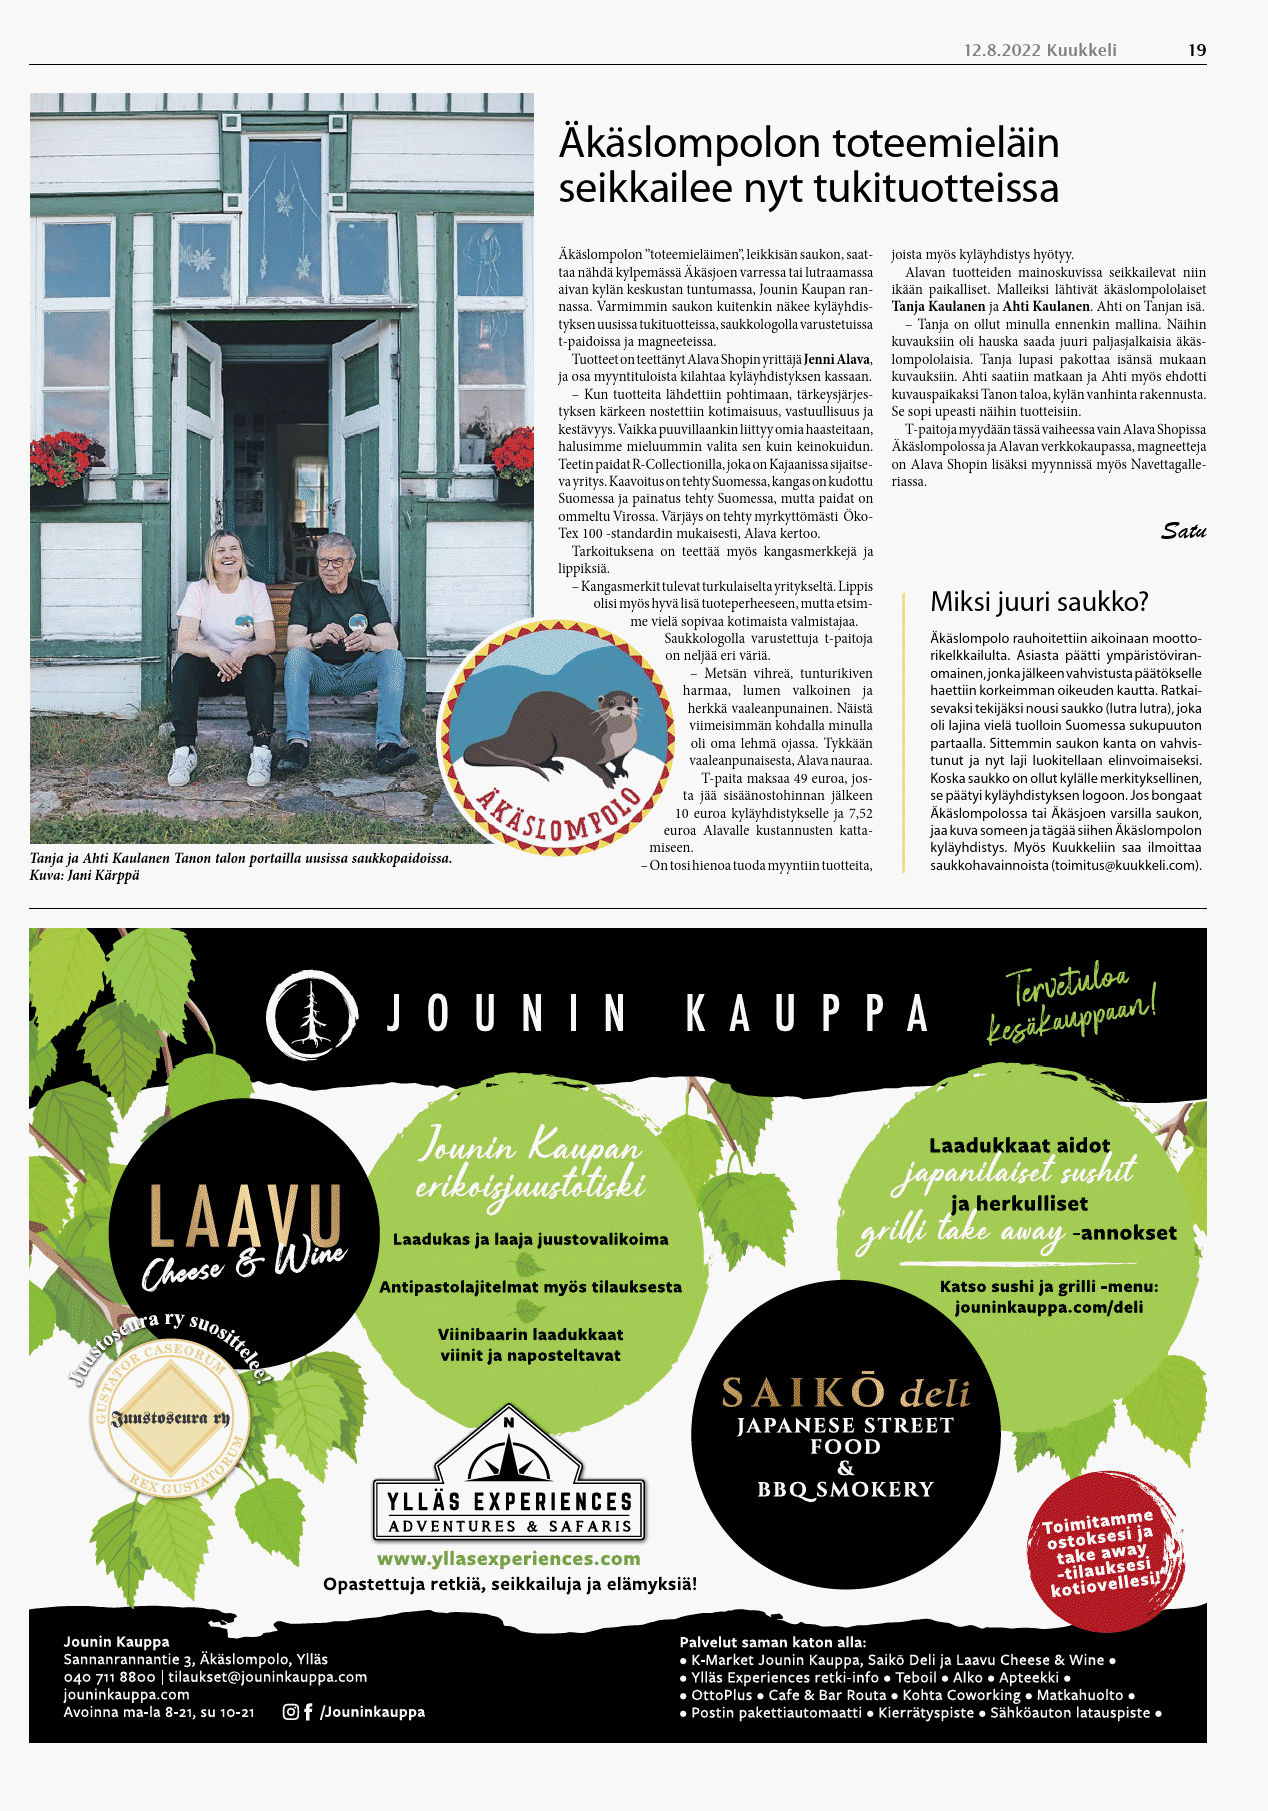 12.8.2022 Kuukkeli 19
Äkäslompolon toteemieläin
seikkailee nyt tukituotteissa
Äkäslompolon ”toteemieläimen”, leikkisän saukon, saat-
taa nähdä kylpemässä Äkäsjoen varressa tai lutraamassa
aivan kylän keskustan tuntumassa, Jounin Kaupan ran-
nassa. Varmimmin saukon kuitenkin näkee kyläyhdis-
tyksen uusissa tukituotteissa, saukkologolla varustetuissa
t-paidoissa ja magneeteissa.
Tuotteet on teettänyt Alava Shopin yrittäjä Jenni Alava,
ja osa myyntituloista kilahtaa kyläyhdistyksen kassaan.
– Kun tuotteita lähdettiin pohtimaan, tärkeysjärjes-
tyksen kärkeen nostettiin kotimaisuus, vastuullisuus ja
kestävyys. Vaikka puuvillaankin liittyy omia haasteitaan,
halusimme mieluummin valita sen kuin keinokuidun.
Teetin paidat R-Collectionilla, joka on Kajaanissa sijaitse-
va yritys. Kaavoitus on tehty Suomessa, kangas on kudottu
Suomessa ja painatus tehty Suomessa, mutta paidat on
ommeltu Virossa. Värjäys on tehty myrkyttömästi Öko-
Tex 100 -standardin mukaisesti, Alava kertoo.
Tarkoituksena on teettää myös kangasmerkkejä ja
lippiksiä.
– Kangasmerkit tulevat turkulaiselta yritykseltä. Lippis
olisi myös hyvä lisä tuoteperheeseen, mutta etsim-
me vielä sopivaa kotimaista valmistajaa.
Saukkologolla varustettuja t-paitoja
on neljää eri väriä.
– Metsän vihreä, tunturikiven
harmaa, lumen valkoinen ja
herkkä vaaleanpunainen. Näistä
viimeisimmän kohdalla minulla
oli oma lehmä ojassa. Tykkään
vaaleanpunaisesta, Alava nauraa.
T-paita maksaa 49 euroa, jos-
ta jää sisäänostohinnan jälkeen
10 euroa kyläyhdistykselle ja 7,52
euroa Alavalle kustannusten katta-
miseen.
– On tosi hienoa tuoda myyntiin tuotteita,
joista myös kyläyhdistys hyötyy.
Alavan tuotteiden mainoskuvissa seikkailevat niin
ikään paikalliset. Malleiksi lähtivät äkäslompololaiset
Tanja Kaulanen ja Ahti Kaulanen. Ahti on Tanjan isä.
– Tanja on ollut minulla ennenkin mallina. Näihin
kuvauksiin oli hauska saada juuri paljasjalkaisia äkäs-
lompololaisia. Tanja lupasi pakottaa isänsä mukaan
kuvauksiin. Ahti saatiin matkaan ja Ahti myös ehdotti
kuvauspaikaksi Tanon taloa, kylän vanhinta rakennusta.
Se sopi upeasti näihin tuotteisiin.
T-paitoja myydään tässä vaiheessa vain Alava Shopissa
Äkäslompolossa ja Alavan verkkokaupassa, magneetteja
on Alava Shopin lisäksi myynnissä myös Navettagalle-
riassa.
Satu
Miksi juuri saukko?
Äkäslompolo rauhoitettiin aikoinaan mootto-
rikelkkailulta. Asiasta päätti ympäristöviran-
omainen, jonka jälkeen vahvistusta päätökselle
haettiin korkeimman oikeuden kautta. Ratkai-
sevaksi tekijäksi nousi saukko (lutra lutra), joka
oli lajina vielä tuolloin Suomessa sukupuuton
partaalla. Sittemmin saukon kanta on vahvis-
tunut ja nyt laji luokitellaan elinvoimaiseksi.
Koska saukko on ollut kylälle merkityksellinen,
se päätyi kyläyhdistyksen logoon. Jos bongaat
Äkäslompolossa tai Äkäsjoen varsilla saukon,
jaa kuva someen ja tägää siihen Äkäslompolon
kyläyhdistys. Myös Kuukkeliin saa ilmoittaa
saukkohavainnoista (toimitus@kuukkeli.com).
ÄKÄSLOMPOLO
Tanja ja Ahti Kaulanen Tanon talon portailla uusissa saukkopaidoissa.
Kuva: Jani Kärppä
JOUNIN KAUPPA
Tervetuloa
kesäkauppaan!
LAAVU
Cheese & Wine
Juustoseura ry suosittelee!
GUSTATOR CASEORUM
Juustoseura ry
REX GUSTATORUM
Jounin Kaupan
erikoisjuustotiski
Laadukas ja laaja juustovalikoima
Antipastolajitelmat myös tilauksesta
Viinibaarin laadukkaat
viinit ja naposteltavat
Laadukkaat aidot
japanilaiset sushit
ja herkulliset
grilli take away -annokset
Katso sushi ja grilli -menu:
jouninkauppa.com/deli
SAIKŌ deli
JAPANESE STREET
FOOD
&
BBQ SMOKERY
N
YLLÄS EXPERIENCES
ADVENTURES & SAFARIS
www.yllasexperiences.com
Opastettuja retkiä, seikkailuja ja elämyksiä!
Toimitamme
ostoksesi ja
take away
-tilauksesi
kotiovellesi!
Jounin Kauppa
Sannanrannantie 3, Äkäslompolo, Ylläs
040 711 8800 | tilaukset@jouninkauppa.com
jouninkauppa.com
Avoinna ma-la 8-21, su 10-21 /Jouninkauppa
Palvelut saman katon alla:
● K-Market Jounin Kauppa, Saikō Deli ja Laavu Cheese & Wine ●
● Ylläs Experiences retki-info ● Teboil ● Alko ● Apteekki ●
● OttoPlus ● Cafe & Bar Routa ● Kohta Coworking ● Matkahuolto ●
● Postin pakettiautomaatti ● Kierrätyspiste ● Sähköauton latauspiste ●